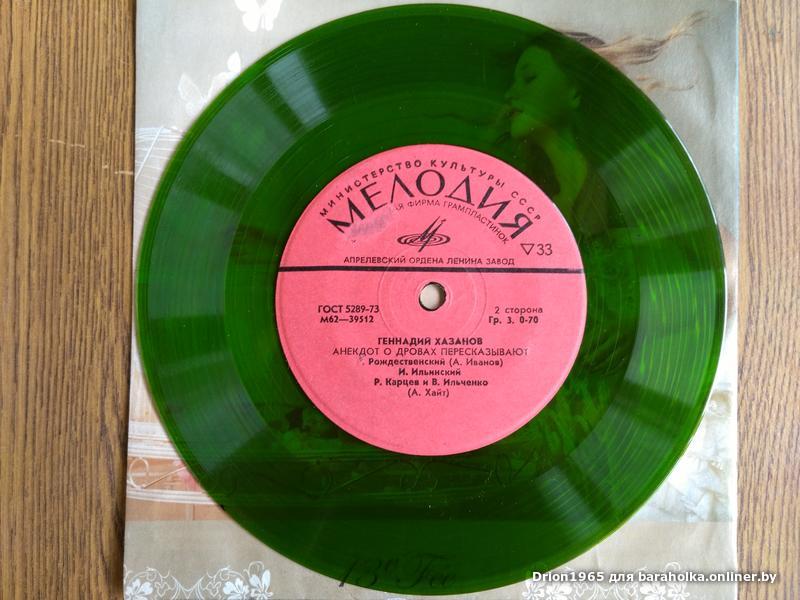 МИНИСТЕРСТВО КУЛЬТУРЫ СССР
МЕЛОДИЯ
ФИРМА ГРАМПЛАСТИНОК
33
АПРЕЛЕВСКИЙ ОРДЕНА ЛЕНИНА ЗАВОД
ГОСТ 5289-73
М62—39512
2 сторона
Гр. 3. 0-70
ГЕННАДИЙ ХАЗАНОВ
АНЕКДОТ О ДРОВАХ ПЕРЕСКАЗЫВАЮТ
Рождественский (А. Иванов)
И. Ильинский
Р. Карцев и В. Ильченко
(А. Хайт)
Drion1965 для baraholka.onliner.by